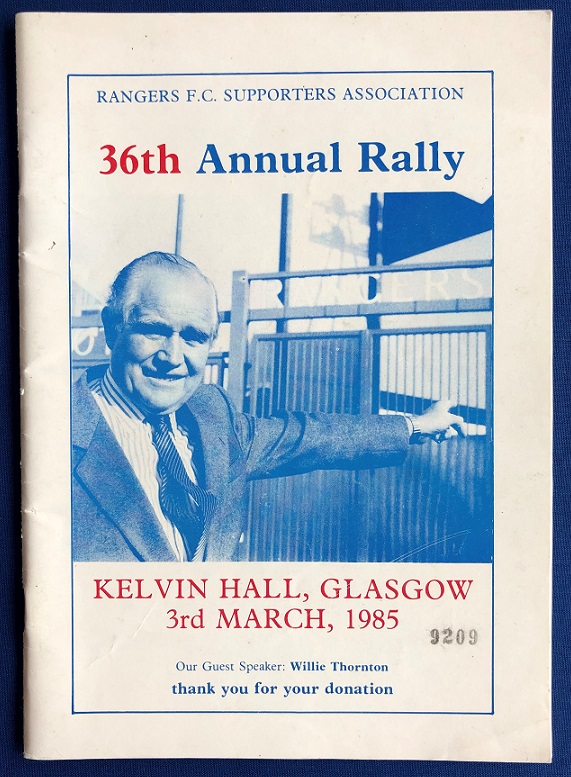 RANGERS F.C. SUPPORTERS ASSOCIATION
36th Annual Rally
RANGERS
KELVIN HALL, GLASGOW
3rd MARCH, 1985
9209
Our Guest Speaker: Willie Thornton
thank you for your donation